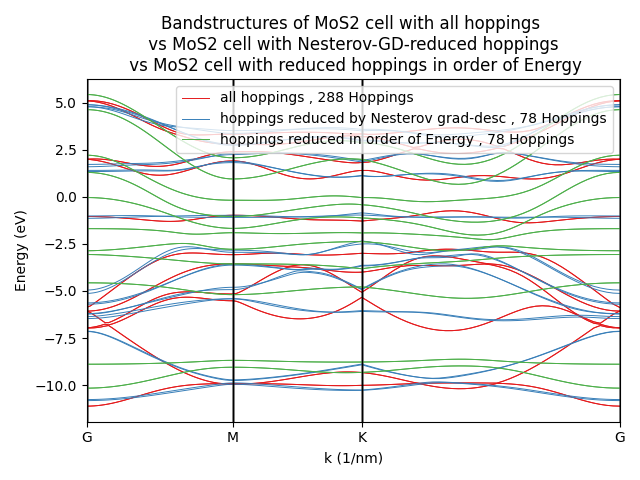 Bandstructures of MoS2 cell with all hoppings
vs MoS2 cell with Nesterov-GD-reduced hoppings
vs MoS2 cell with reduced hoppings in order of Energy
all hoppings , 288 Hoppings
hoppings reduced by Nesterov grad-desc , 78 Hoppings
hoppings reduced in order of Energy , 78 Hoppings
5.0
2.5
0.0
−2.5
−5.0
−7.5
−10.0
Energy (eV)
G M K G
k (1/nm)